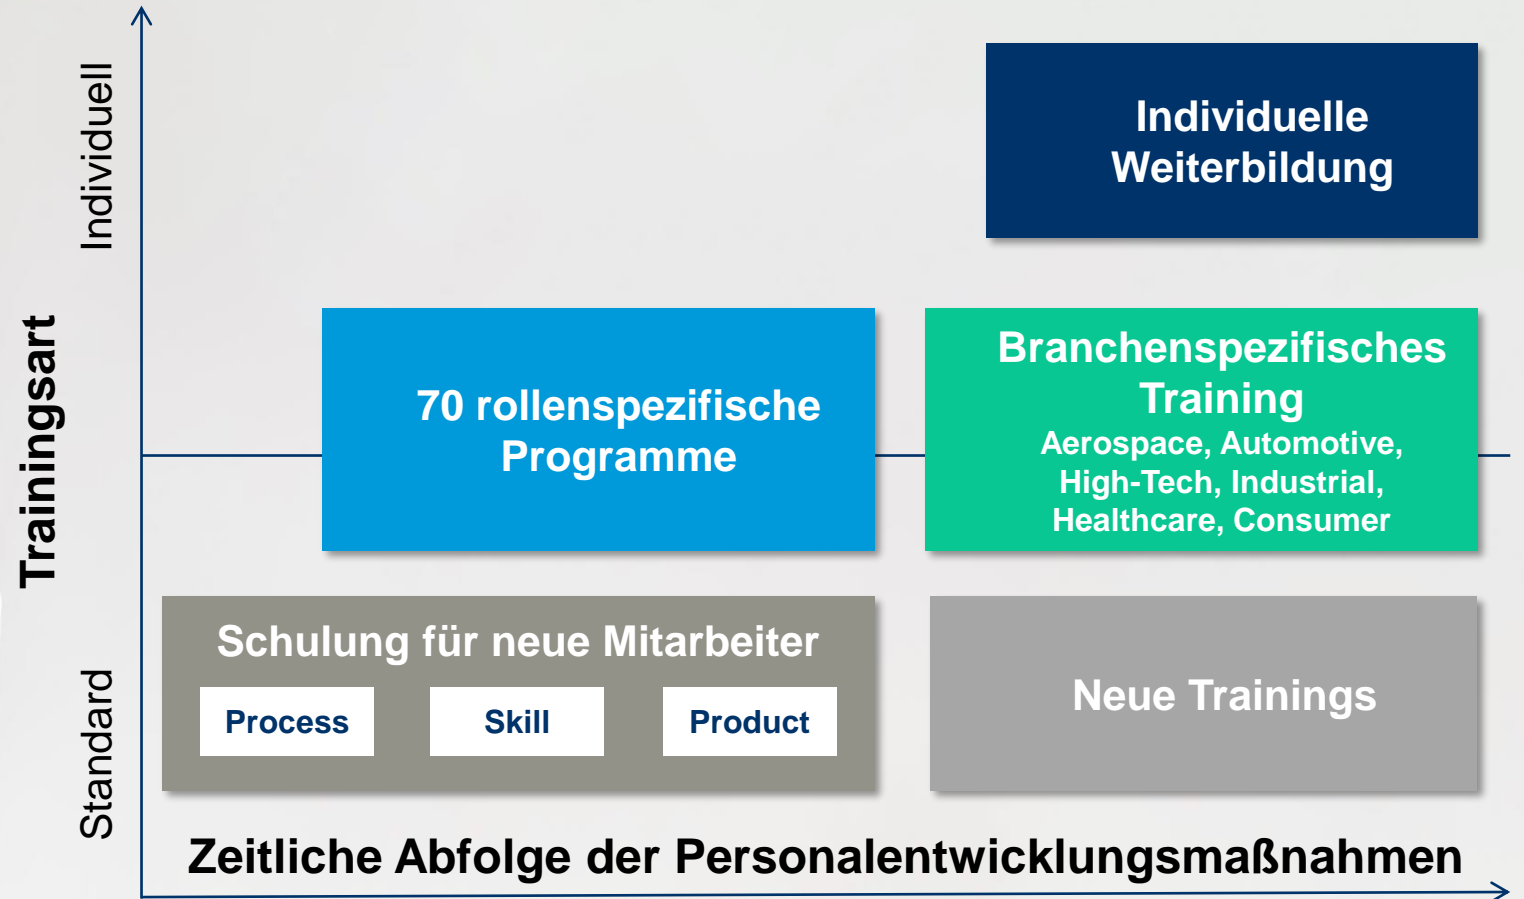 Trainingsart
Individuell
Standard
Individuelle
Weiterbildung
70 rollenspezifische
Programme
Branchenspezifisches
Training
Aerospace, Automotive,
High-Tech, Industrial,
Healthcare, Consumer
Schulung für neue Mitarbeiter
Process
Skill
Product
Neue Trainings
Zeitliche Abfolge der Personalentwicklungsmaßnahmen